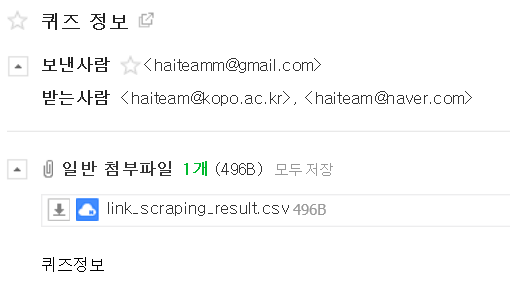 퀴즈 정보
보낸사람 <haiteamm@gmail.com>
받는사람 <haiteam@kopo.ac.kr>, <haiteam@naver.com>
일반 첨부파일 1개 (496B) 모두 저장
link_scraping_result.csv 496B
퀴즈정보